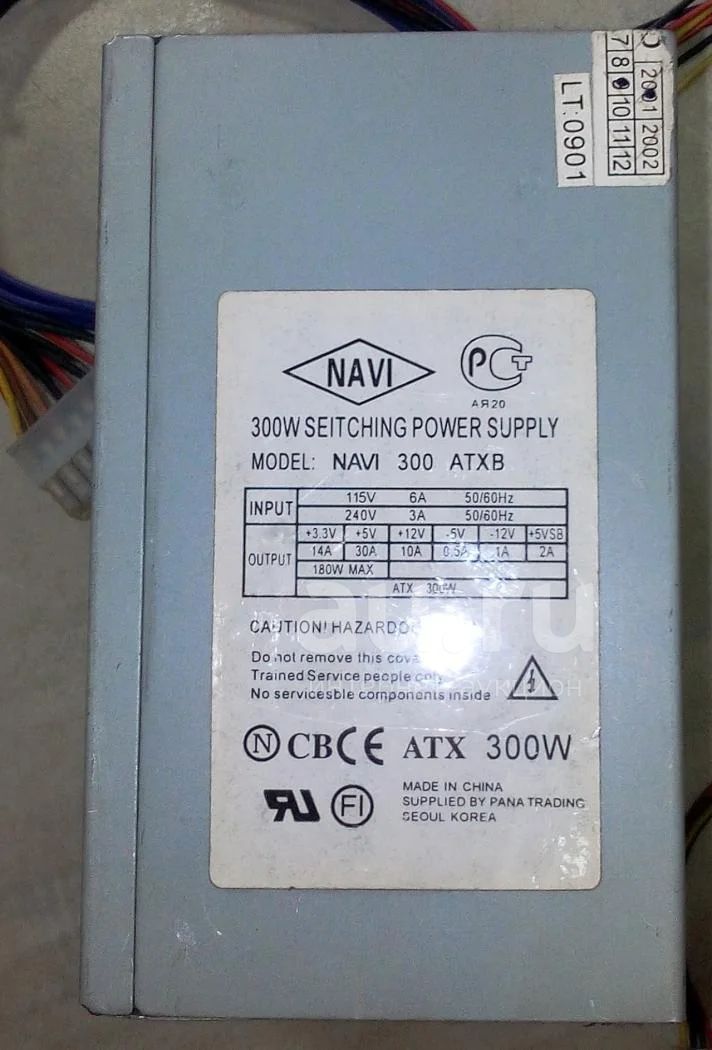 2001 2002
7 8 10 11 12
LT:0901
NAVI
PCT
АЯ20
300W SEITCHING POWER SUPPLY
MODEL: NAVI 300 ATXB
INPUT 115V 6A 50/60Hz
240V 3A 50/60Hz
OUTPUT +3.3V +5V +12V -5V -12V +5VSB
14A 30A 10A 0.5A 1A 2A
180W MAX
ATX 300W
CAUTION! HAZARDO
Do not remove this cove
Trained Service people only
No servicesble components inside
N CB CE ATX 300W
RU FI
MADE IN CHINA
SUPPLIED BY PANA TRADING
SEOUL KOREA
au.ru